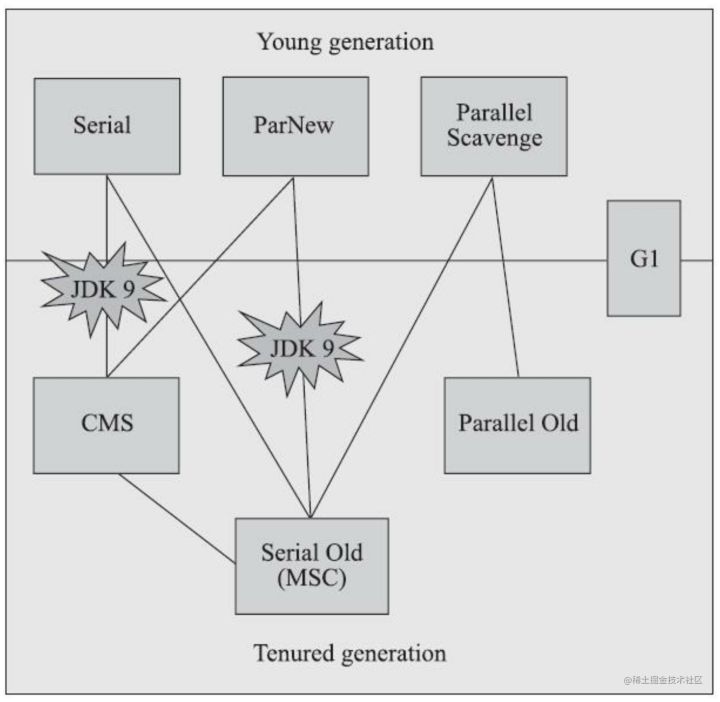 Young generation
Serial
ParNew
Parallel
Scavenge
G1
JDK 9
JDK 9
CMS
Parallel Old
Serial Old
(MSC)
Tenured generation
@稀土掘金技术社区